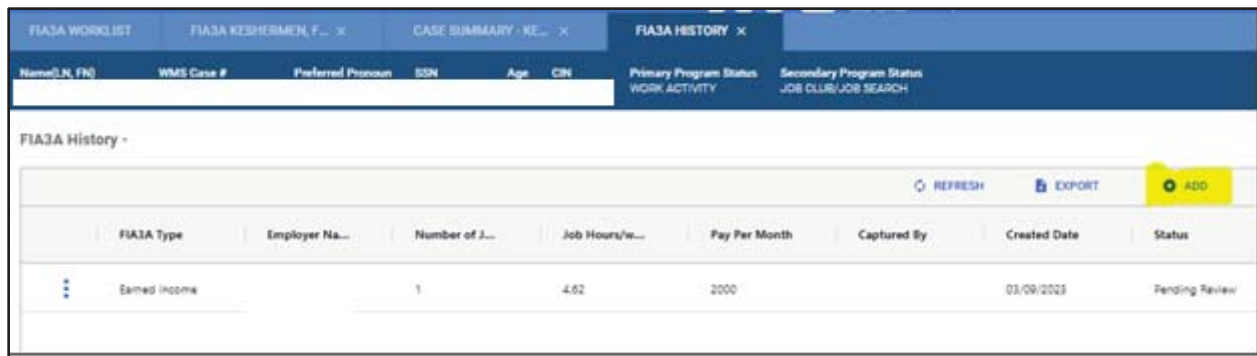 FIA3A WORKLIST FIA3A KESHERMEN, F... × CASE SUMMARY - KE... × FIA3A HISTORY ×
Name(LN, FN) WMS Case # Preferred Pronoun SSN Age CIN Primary Program Status Secondary Program Status
WORK ACTIVITY JOB CLUB/JOB SEARCH
FIA3A History -
REFRESH EXPORT ADD
FIA3A Type Employer Na... Number of J... Job Hours/w... Pay Per Month Captured By Created Date Status
Earned Income 1 4.62 2000 03/09/2023 Pending Review